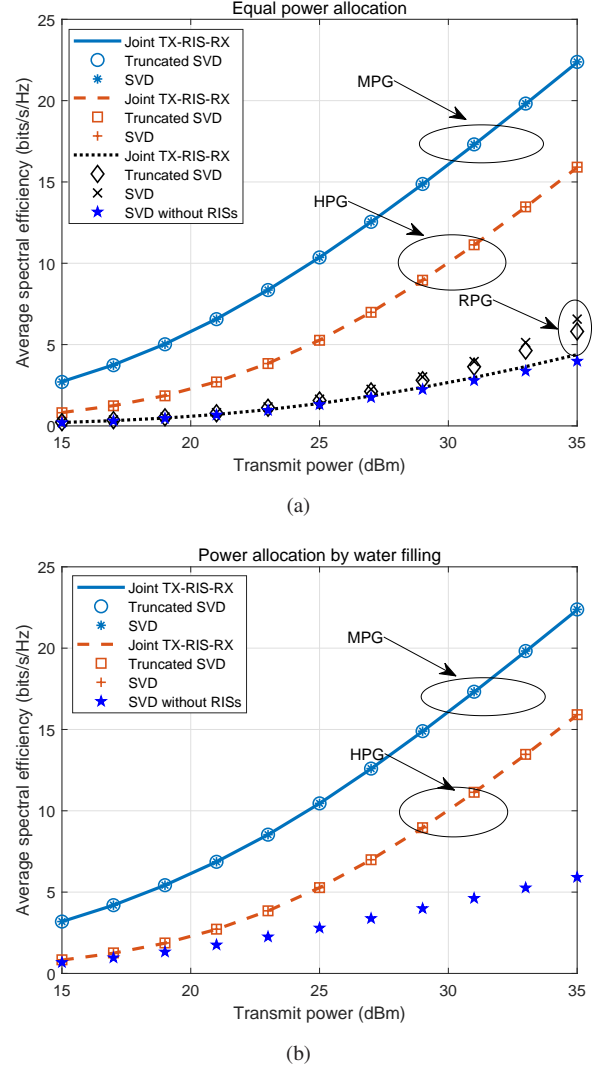 Equal power allocation
25
20
15
10
5
0
Average spectral efficiency (bits/s/Hz)
Joint TX-RIS-RX
Truncated SVD
SVD
Joint TX-RIS-RX
Truncated SVD
SVD
Joint TX-RIS-RX
Truncated SVD
SVD
SVD without RISs
MPG
HPG
RPG
15 20 25 30 35
Transmit power (dBm)
(a)
Power allocation by water filling
25
20
15
10
5
0
Average spectral efficiency (bits/s/Hz)
Joint TX-RIS-RX
Truncated SVD
SVD
Joint TX-RIS-RX
Truncated SVD
SVD
SVD without RISs
MPG
HPG
15 20 25 30 35
Transmit power (dBm)
(b)